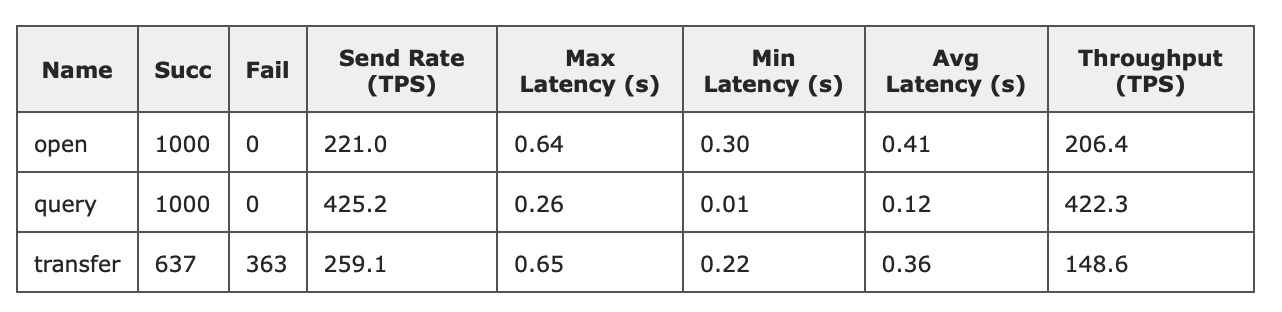 Name Succ Fail Send Rate (TPS) Max Latency (s) Min Latency (s) Avg Latency (s) Throughput (TPS)
open 1000 0 221.0 0.64 0.30 0.41 206.4
query 1000 0 425.2 0.26 0.01 0.12 422.3
transfer 637 363 259.1 0.65 0.22 0.36 148.6